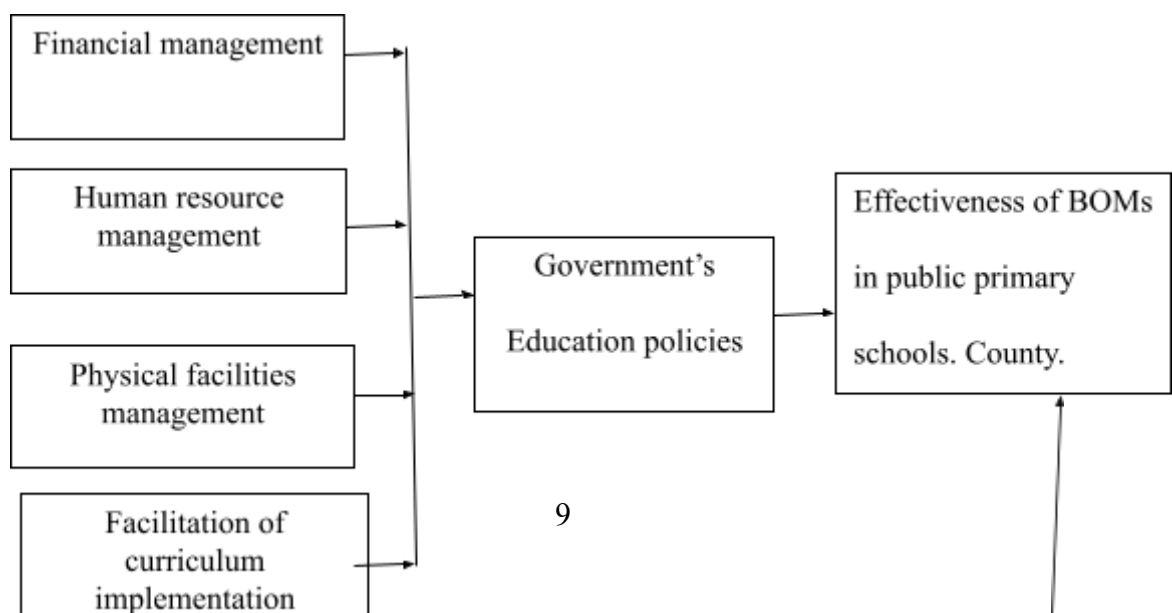 Financial management
Human resource
management
Physical facilities
management
Facilitation of
curriculum
implementation
Government’s
Education policies
Effectiveness of BOMs
in public primary
schools. County.
9